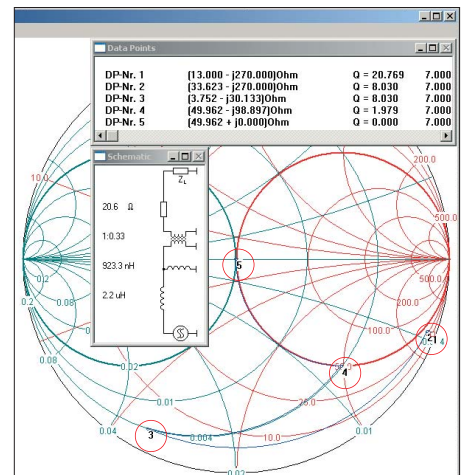 Data Points
DP-Nr. 1 (13.000 - j270.000)Ohm Q = 20.769 7.000
DP-Nr. 2 (33.623 - j270.000)Ohm Q = 8.030 7.000
DP-Nr. 3 (3.752 - j30.133)Ohm Q = 8.030 7.000
DP-Nr. 4 (49.962 - j98.897)Ohm Q = 1.979 7.000
DP-Nr. 5 (49.962 + j0.000)Ohm Q = 0.000 7.000
Schematic
ZL
20.6 Ω
1:0.33
923.3 nH
2.2 uH
200.0
10.0
500.0
5
0.2
500.0
0.2
0.08
200.0
100.0
2
1
0.08
0.02
4
50.0
0.04
3
0.004
10.0
0.01
0.02